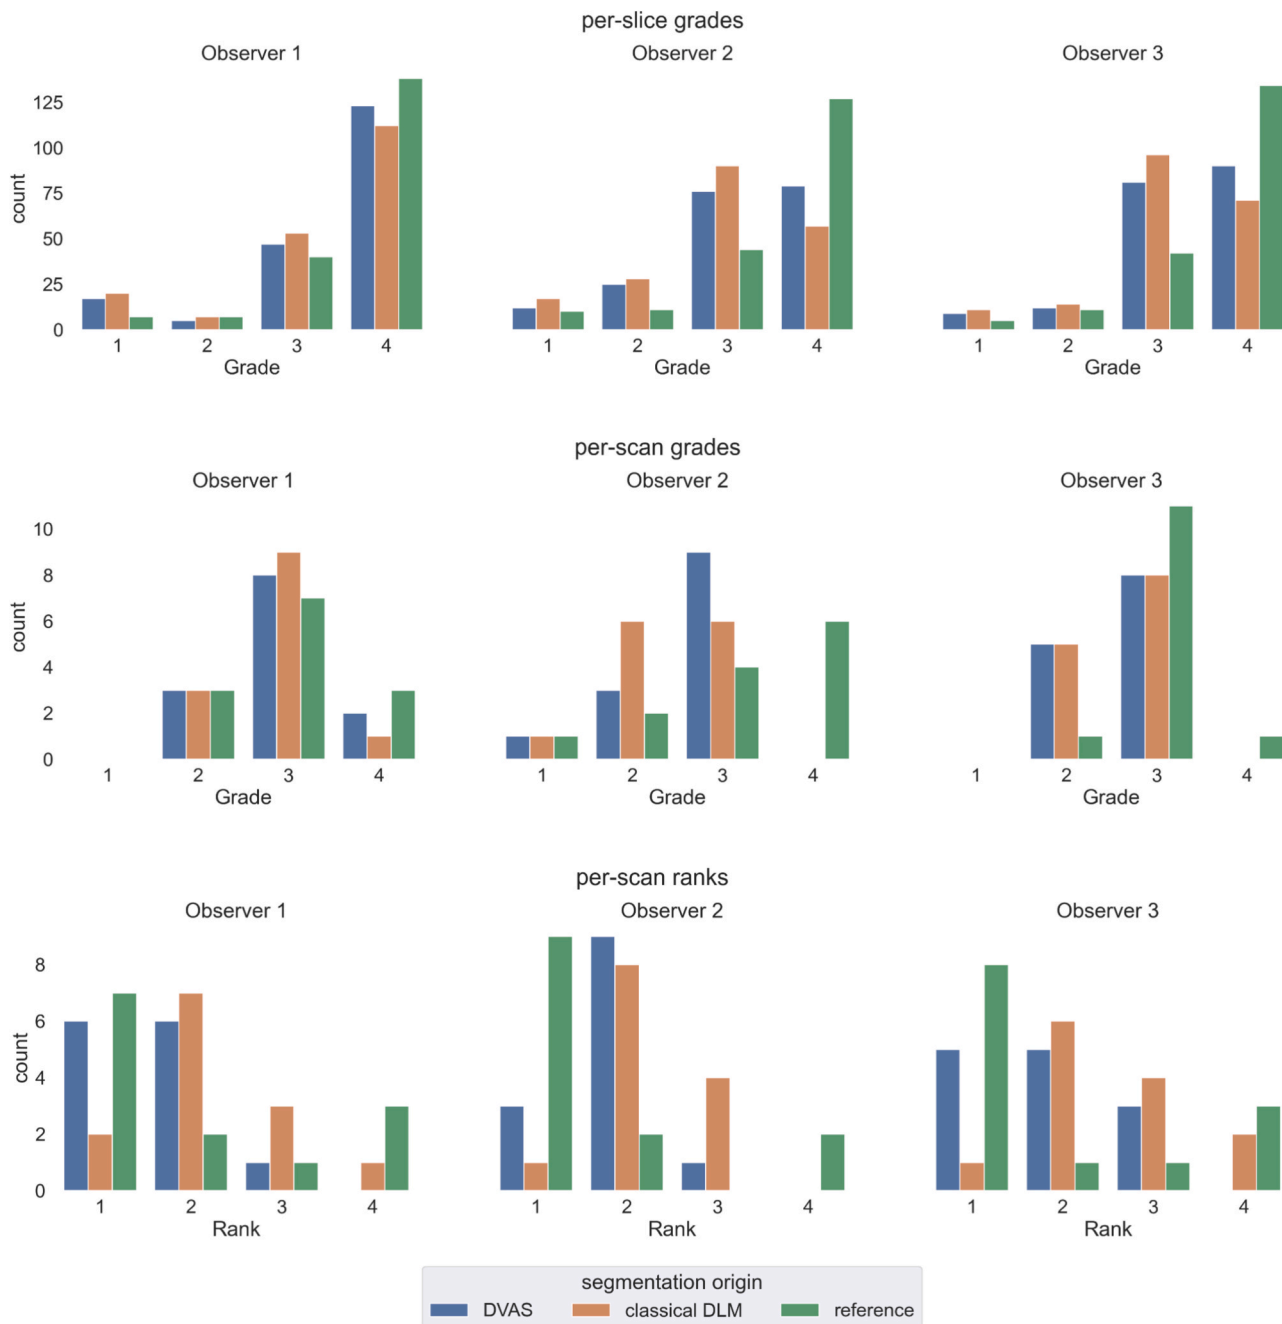 per-slice grades
Observer 1 Observer 2 Observer 3
125
100
75
50
25
0
count
1 2 3 4 1 2 3 4 1 2 3 4
Grade Grade Grade
per-scan grades
Observer 1 Observer 2 Observer 3
10
8
6
4
2
0
count
1 2 3 4 1 2 3 4 1 2 3 4
Grade Grade Grade
per-scan ranks
Observer 1 Observer 2 Observer 3
8
6
4
2
0
count
1 2 3 4 1 2 3 4 1 2 3 4
Rank Rank Rank
segmentation origin
DVAS classical DLM reference